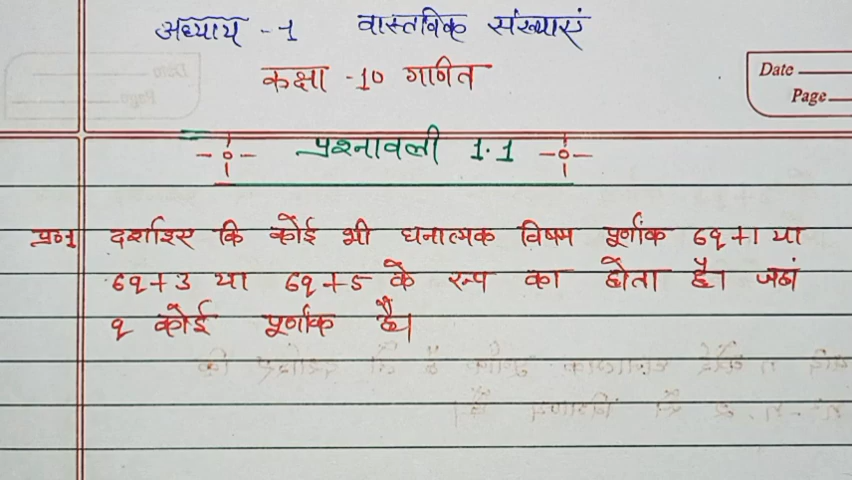 अध्याय -1 वास्तविक संख्याएं
कक्षा -10 गणित
Date
Page
प्रश्नावली 1.1
प्र०1 दर्शाइए कि कोई भी धनात्मक विषम पूर्णांक 6q+1 या
6q+3 या 6q+5 के रूप का होता है। जहां
q कोई पूर्णांक है।